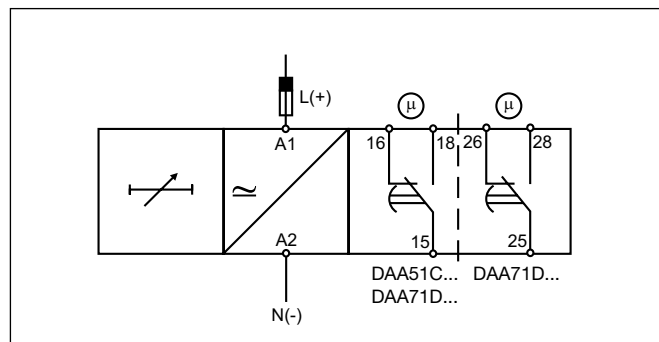 L(+)
μ μ
A1 16 18 26 28
≃
A2 15 25
DAA51C... DAA71D...
DAA71D...
N(-)